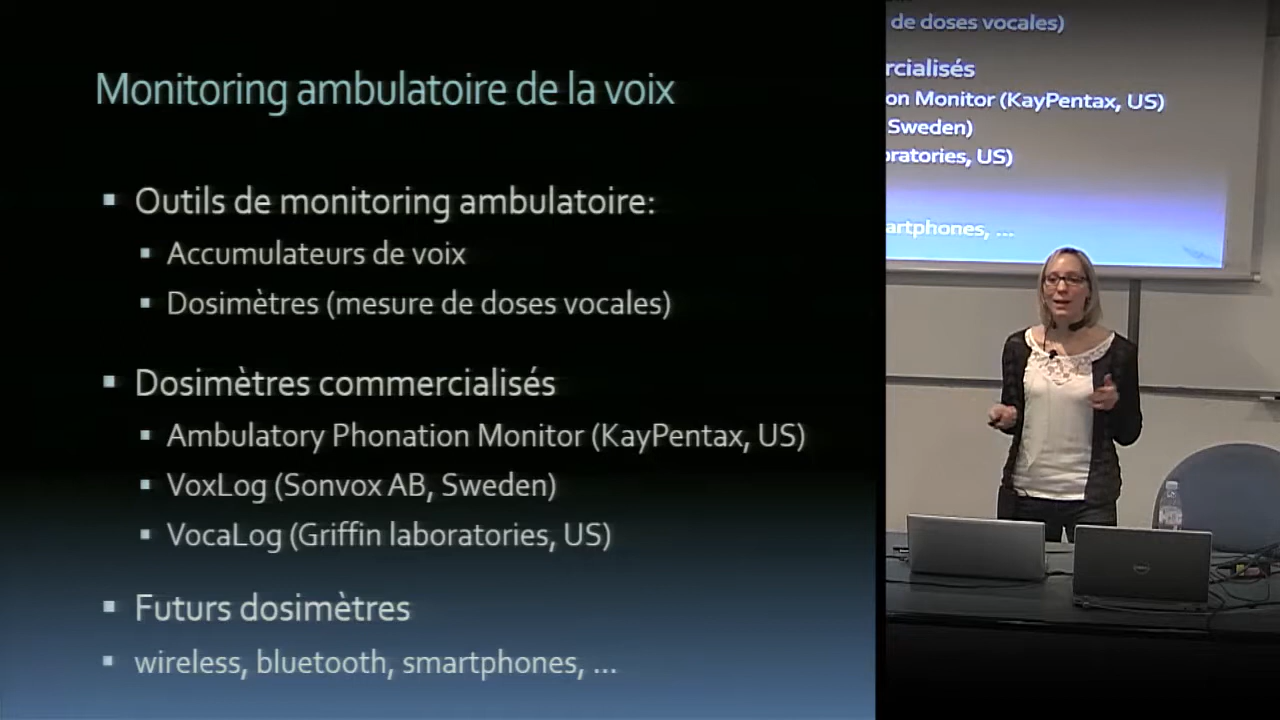 Monitoring ambulatoire de la voix
Outils de monitoring ambulatoire:
Accumulateurs de voix
Dosimètres (mesure de doses vocales)
Dosimètres commercialisés
Ambulatory Phonation Monitor (KayPentax, US)
VoxLog (Sonvox AB, Sweden)
VocaLog (Griffin laboratories, US)
Futurs dosimètres
wireless, bluetooth, smartphones, ...
de doses vocales)
rcialisés
on Monitor (KayPentax, US)
Sweden)
oratories, US)
artphones, ...
DELL